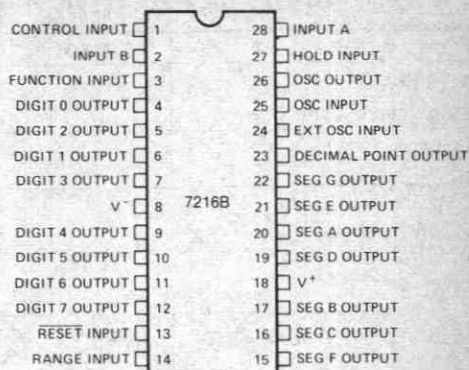 CONTROL INPUT 1 28 INPUT A
INPUT B 2 27 HOLD INPUT
FUNCTION INPUT 3 26 OSC OUTPUT
DIGIT 0 OUTPUT 4 25 OSC INPUT
DIGIT 2 OUTPUT 5 24 EXT OSC INPUT
DIGIT 1 OUTPUT 6 23 DECIMAL POINT OUTPUT
DIGIT 3 OUTPUT 7 22 SEG G OUTPUT
V⁻ 8 7216B 21 SEG E OUTPUT
DIGIT 4 OUTPUT 9 20 SEG A OUTPUT
DIGIT 5 OUTPUT 10 19 SEG D OUTPUT
DIGIT 6 OUTPUT 11 18 V⁺
DIGIT 7 OUTPUT 12 17 SEG B OUTPUT
RESET INPUT 13 16 SEG C OUTPUT
RANGE INPUT 14 15 SEG F OUTPUT